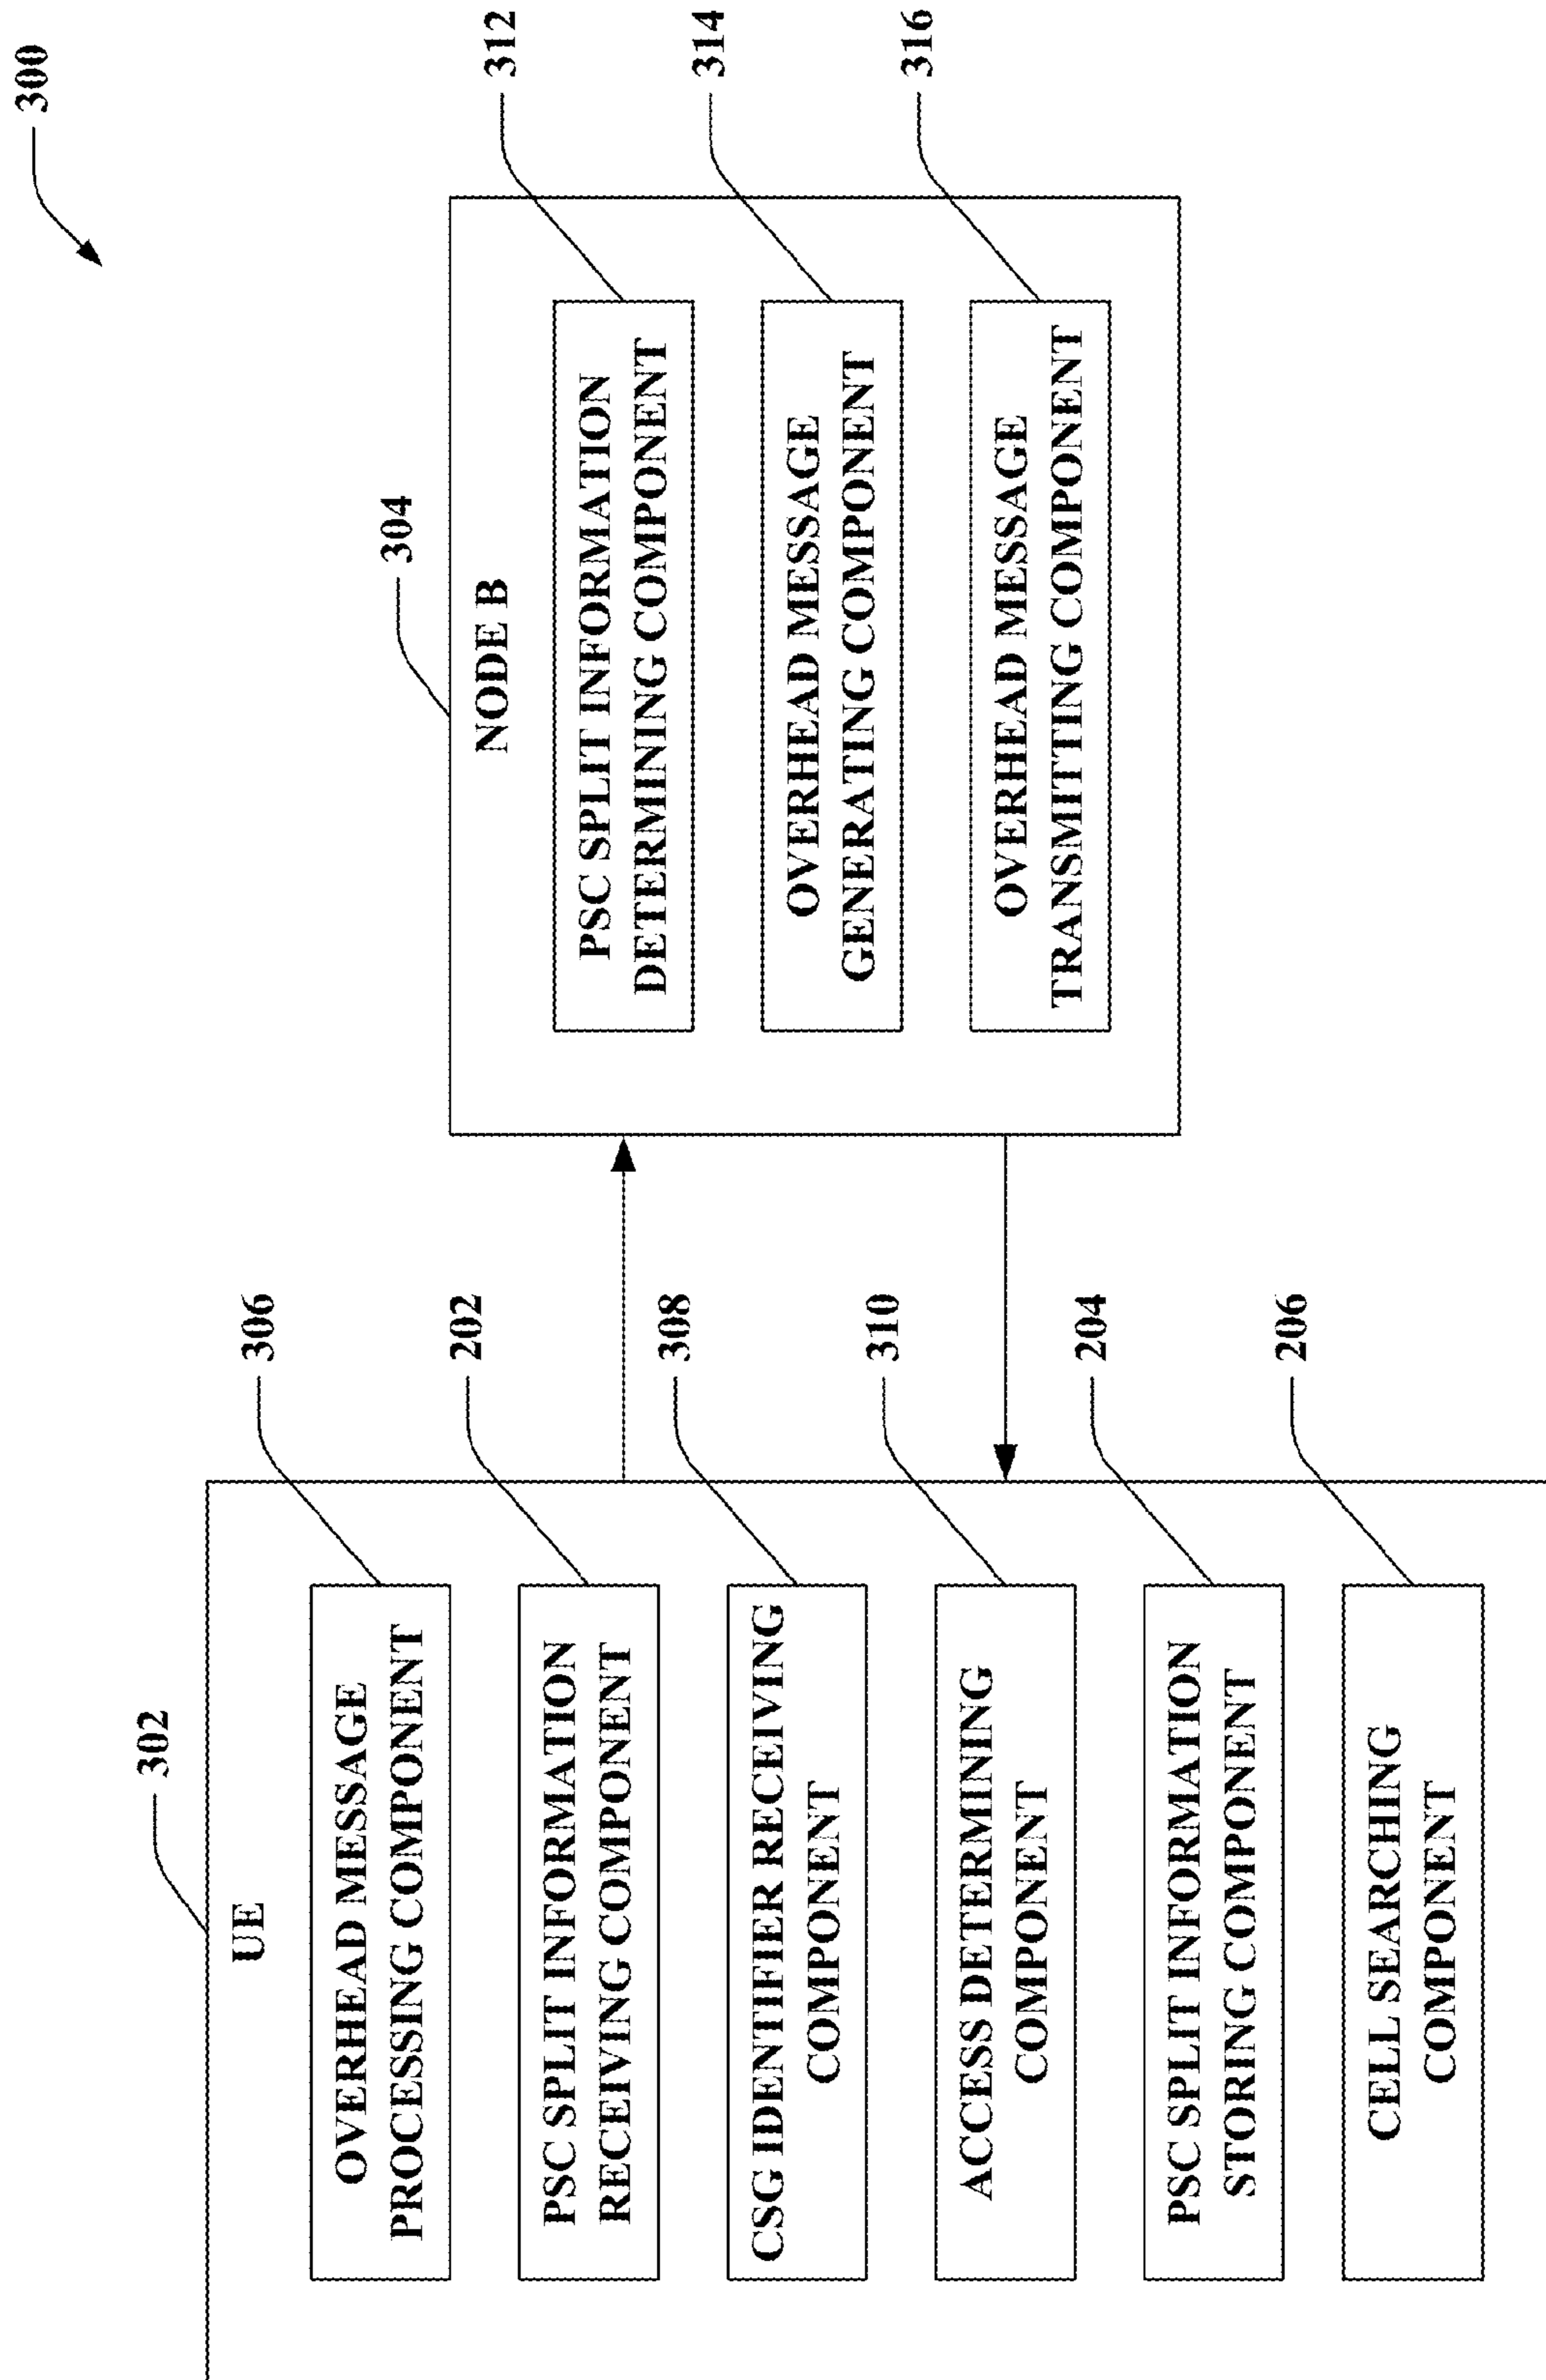 300
302
UE
OVERHEAD MESSAGE
PROCESSING COMPONENT
306
PSC SPLIT INFORMATION
RECEIVING COMPONENT
202
CSG IDENTIFIER RECEIVING
COMPONENT
308
ACCESS DETERMINING
COMPONENT
310
PSC SPLIT INFORMATION
STORING COMPONENT
204
CELL SEARCHING
COMPONENT
206
304
NODE B
PSC SPLIT INFORMATION
DETERMINING COMPONENT
312
OVERHEAD MESSAGE
GENERATING COMPONENT
314
OVERHEAD MESSAGE
TRANSMITTING COMPONENT
316